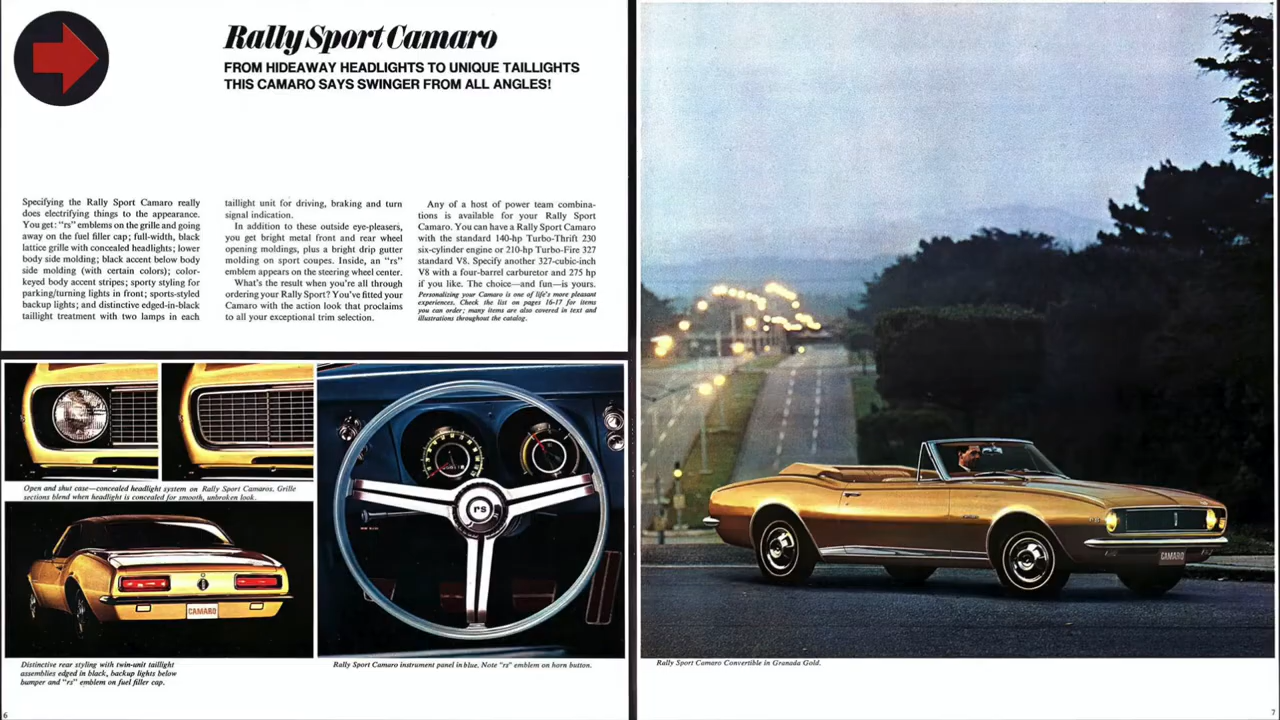 Rally Sport Camaro
FROM HIDEAWAY HEADLIGHTS TO UNIQUE TAILLIGHTS
THIS CAMARO SAYS SWINGER FROM ALL ANGLES!
Specifying the Rally Sport Camaro really
does electrifying things to the appearance.
You get: "rs" emblems on the grille and going
away on the fuel filler cap; full-width, black
lattice grille with concealed headlights; lower
body side molding; black accent below body
side molding (with certain colors); color-
keyed body accent stripes; sporty styling for
parking/turning lights in front; sports-styled
backup lights; and distinctive edged-in-black
taillight treatment with two lamps in each
taillight unit for driving, braking and turn
signal indication.
In addition to these outside eye-pleasers,
you get bright metal front and rear wheel
opening moldings, plus a bright drip gutter
molding on sport coupes. Inside, an "rs"
emblem appears on the steering wheel center.
What's the result when you're all through
ordering your Rally Sport? You've fitted your
Camaro with the action look that proclaims
to all your exceptional trim selection.
Any of a host of power team combina-
tions is available for your Rally Sport
Camaro. You can have a Rally Sport Camaro
with the standard 140-hp Turbo-Thrift 230
six-cylinder engine or 210-hp Turbo-Fire 327
standard V8. Specify another 327-cubic-inch
V8 with a four-barrel carburetor and 275 hp
if you like. The choice—and fun—is yours.
Personalizing your Camaro is one of life's more pleasant
experiences. Check the list on pages 16-17 for items
you can order; many items are also covered in text and
illustrations throughout the catalog.
Open and shut case—concealed headlight system on Rally Sport Camaros. Grille
sections blend when headlight is concealed for smooth, unbroken look.
CAMARO
Distinctive rear styling with twin-unit taillight
assemblies edged in black, backup lights below
bumper and "rs" emblem on fuel filler cap.
rs
Rally Sport Camaro instrument panel in blue. Note "rs" emblem on horn button.
6
CAMARO
Rally Sport Camaro Convertible in Granada Gold.
7